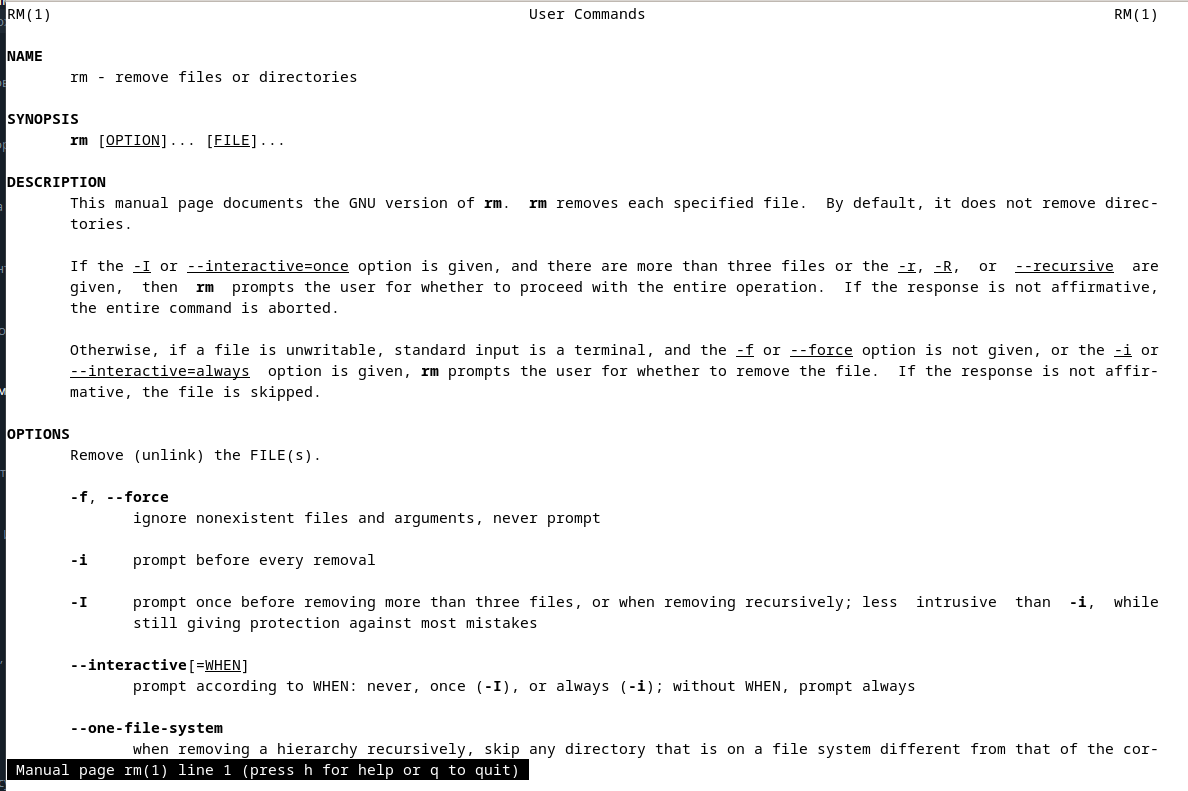 RM(1) User Commands RM(1)
NAME
rm - remove files or directories
SYNOPSIS
rm [OPTION]... [FILE]...
DESCRIPTION
This manual page documents the GNU version of rm. rm removes each specified file. By default, it does not remove direc-
tories.
If the -I or --interactive=once option is given, and there are more than three files or the -r, -R, or --recursive are
given, then rm prompts the user for whether to proceed with the entire operation. If the response is not affirmative,
the entire command is aborted.
Otherwise, if a file is unwritable, standard input is a terminal, and the -f or --force option is not given, or the -i or
--interactive=always option is given, rm prompts the user for whether to remove the file. If the response is not affir-
mative, the file is skipped.
OPTIONS
Remove (unlink) the FILE(s).
-f, --force
ignore nonexistent files and arguments, never prompt
-i prompt before every removal
-I prompt once before removing more than three files, or when removing recursively; less intrusive than -i, while
still giving protection against most mistakes
--interactive[=WHEN]
prompt according to WHEN: never, once (-I), or always (-i); without WHEN, prompt always
--one-file-system
when removing a hierarchy recursively, skip any directory that is on a file system different from that of the cor-
Manual page rm(1) line 1 (press h for help or q to quit)